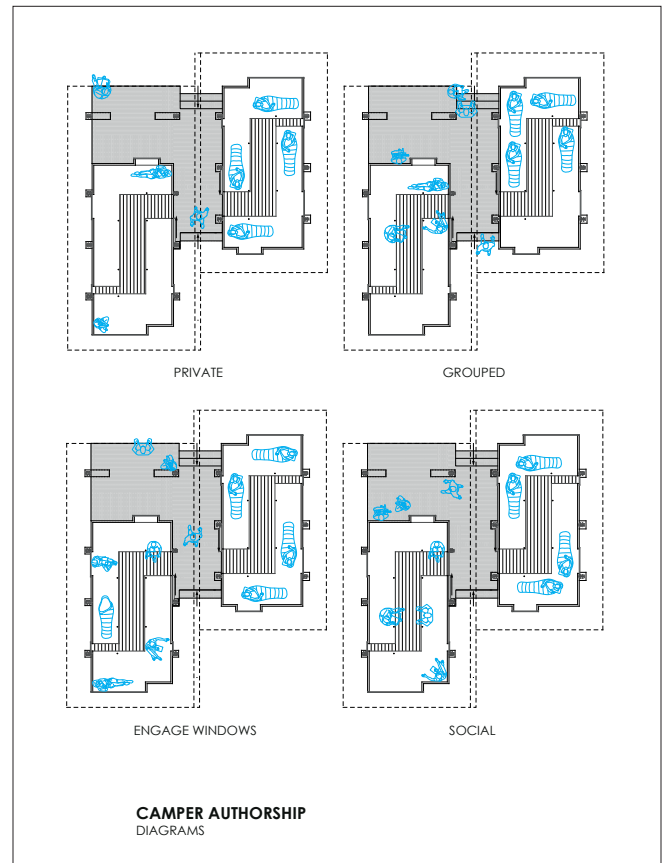 PRIVATE
GROUPED
ENGAGE WINDOWS
SOCIAL
CAMPER AUTHORSHIP
DIAGRAMS